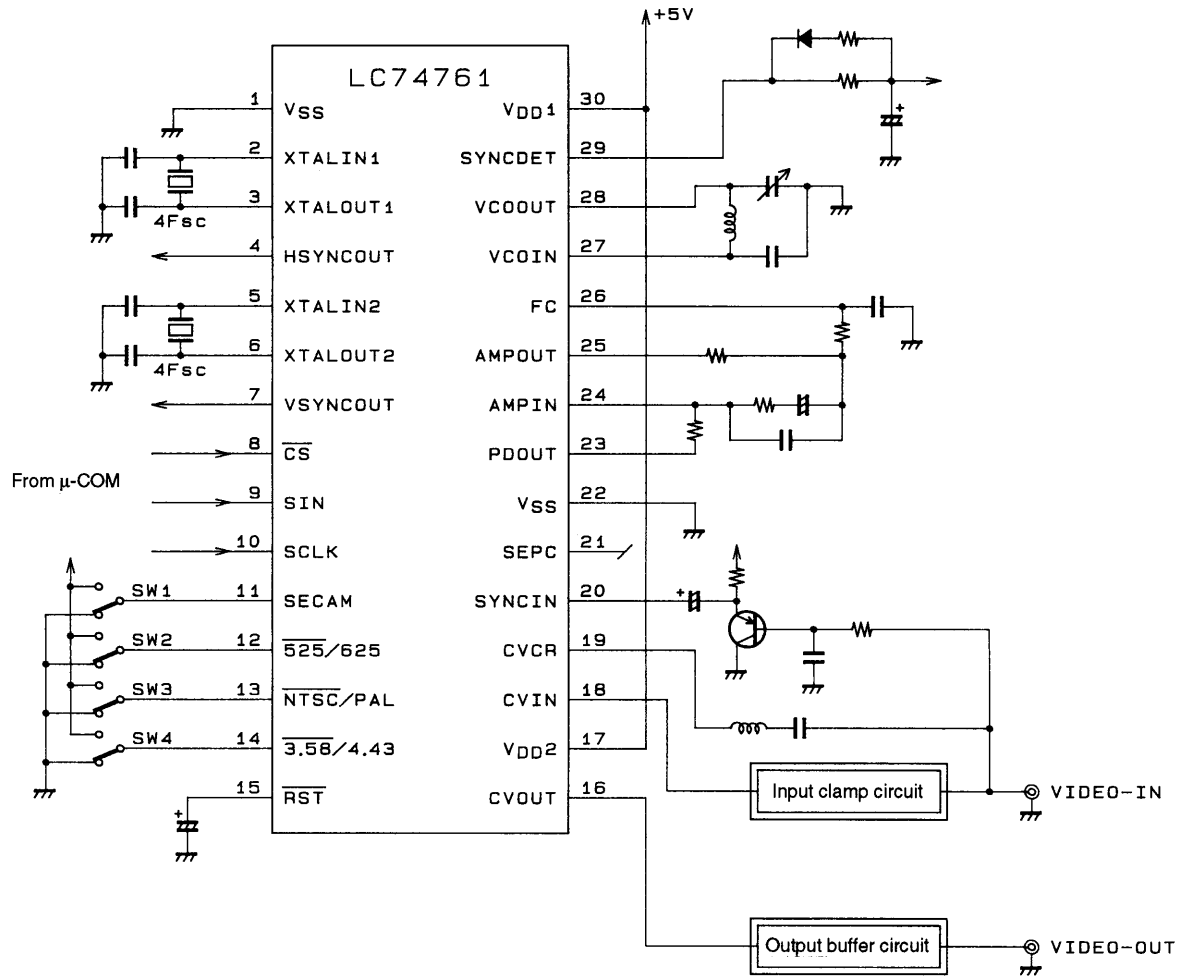 +5V
LC74761
1 VSS VDD1 30
2 XTALIN1 SYNCDET 29
3 XTALOUT1 VCOOUT 28
4Fsc
4 HSYNCOUT VCOIN 27
5 XTALIN2 FC 26
6 XTALOUT2 AMPOUT 25
4Fsc
7 VSYNCOUT AMPIN 24
8 CS PDOUT 23
From μ-COM
9 SIN VSS 22
10 SCLK SEPC 21
SW1 11 SECAM SYNCIN 20
SW2 12 525/625 CVCR 19
SW3 13 NTSC/PAL CVIN 18
SW4 14 3.58/4.43 VDD2 17
15 RST CVOUT 16
Input clamp circuit VIDEO-IN
Output buffer circuit VIDEO-OUT
+
+
+